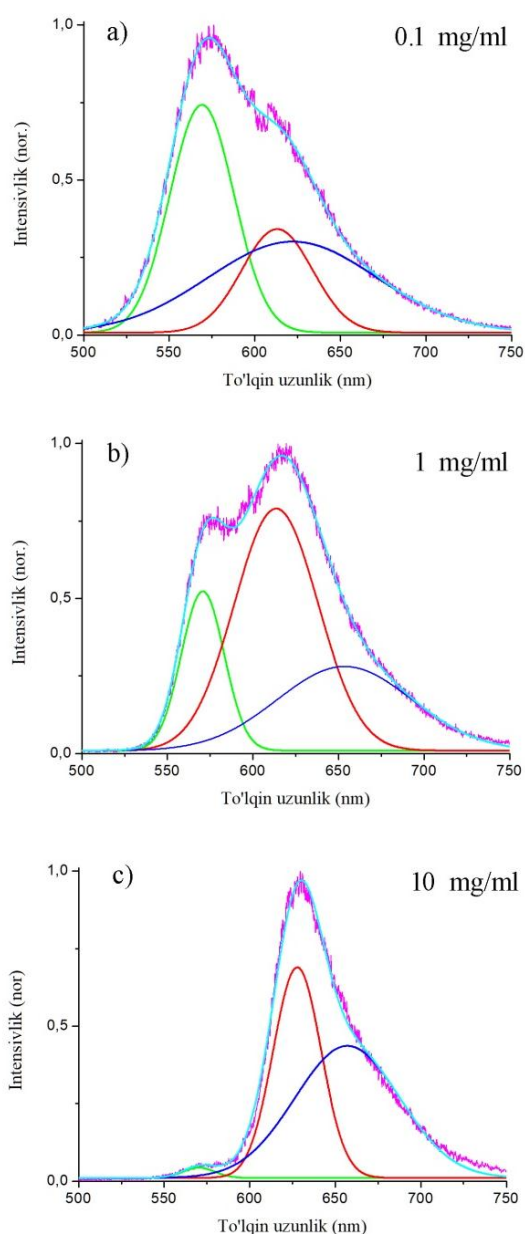 a)
0.1 mg/ml
1,0
0,5
0,0
500 550 600 650 700 750
Intensivlik (nor.)
To'lqin uzunlik (nm)
b)
1 mg/ml
1,0
0,5
0,0
500 550 600 650 700 750
Intensivlik (nor.)
To'lqin uzunlik (nm)
c)
10 mg/ml
1,0
0,5
0,0
500 550 600 650 700 750
Intensivlik (nor)
To'lqin uzunlik (nm)